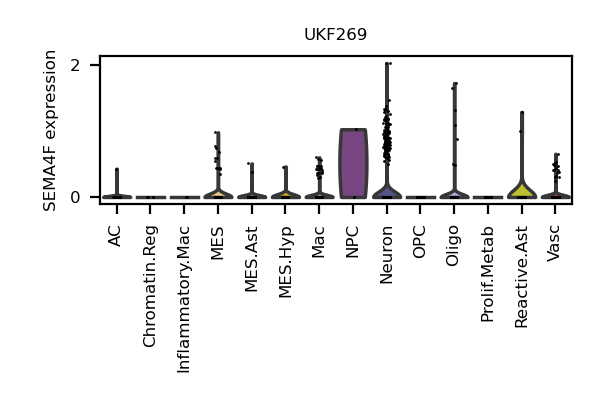 UKF269
SEMA4F expression
2
0
AC
Chromatin.Reg
Inflammatory.Mac
MES
MES.Ast
MES.Hyp
Mac
NPC
Neuron
OPC
Oligo
Prolif.Metab
Reactive.Ast
Vasc